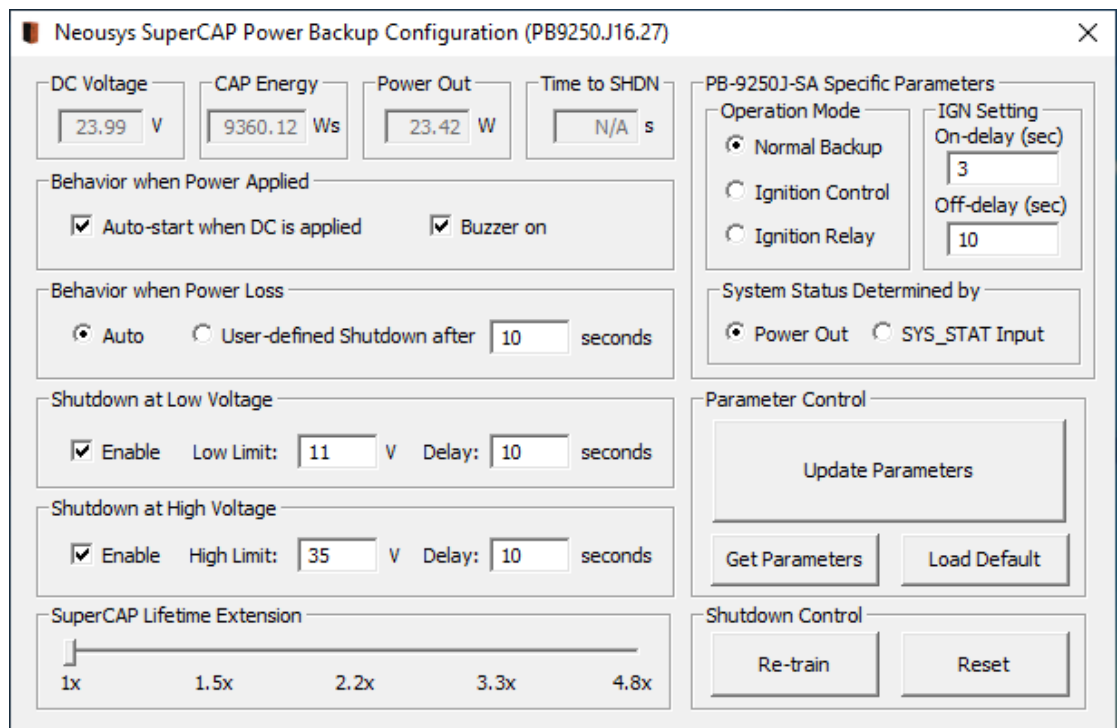 Neousys SuperCAP Power Backup Configuration (PB9250.J16.27)
DC Voltage
23.99 V
CAP Energy
9360.12 Ws
Power Out
23.42 W
Time to SHDN
N/A s
Behavior when Power Applied
Auto-start when DC is applied
Buzzer on
Behavior when Power Loss
Auto
User-defined Shutdown after 10 seconds
Shutdown at Low Voltage
Enable Low Limit: 11 V Delay: 10 seconds
Shutdown at High Voltage
Enable High Limit: 35 V Delay: 10 seconds
SuperCAP Lifetime Extension
1x 1.5x 2.2x 3.3x 4.8x
PB-9250J-SA Specific Parameters
Operation Mode
Normal Backup
Ignition Control
Ignition Relay
IGN Setting
On-delay (sec)
3
Off-delay (sec)
10
System Status Determined by
Power Out
SYS_STAT Input
Parameter Control
Update Parameters
Get Parameters
Load Default
Shutdown Control
Re-train
Reset